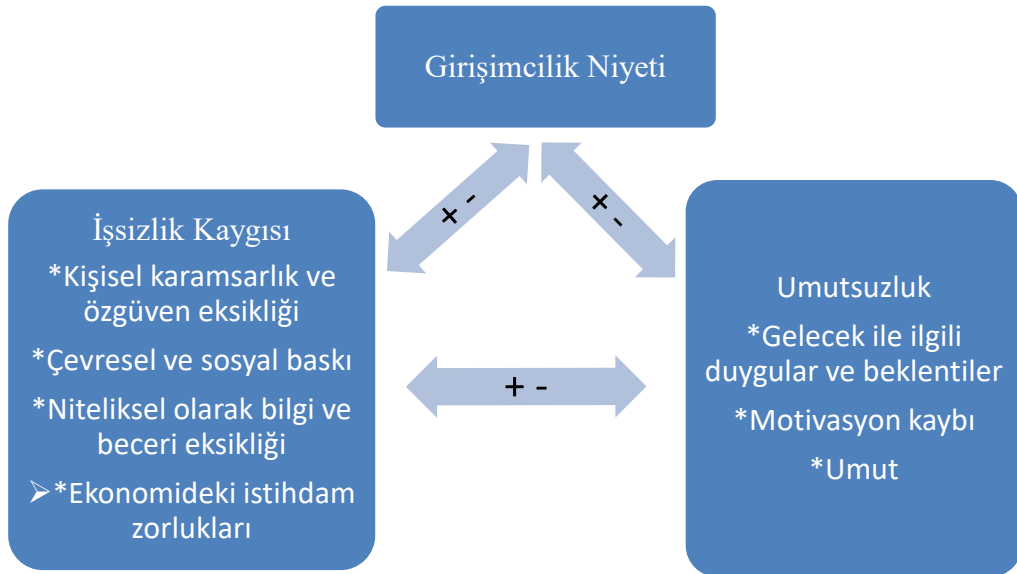 Girişimcilik Niyeti
+ -
+ -
İşsizlik Kaygısı
*Kişisel karamsarlık ve
özgüven eksikliği
*Çevresel ve sosyal baskı
*Niteliksel olarak bilgi ve
beceri eksikliği
➢*Ekonomideki istihdam
zorlukları
+ -
Umutsuzluk
*Gelecek ile ilgili
duygular ve beklentiler
*Motivasyon kaybı
*Umut